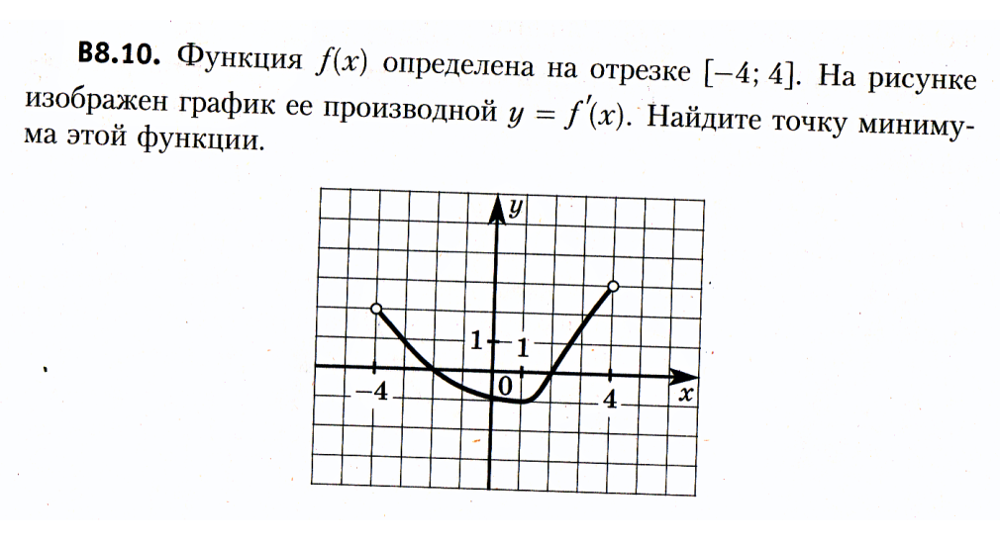 В8.10. Функция f(x) определена на отрезке [−4; 4]. На рисунке
изображен график ее производной y = f′(x). Найдите точку миниму-
ма этой функции.
y
1
1
−4
0
4
x